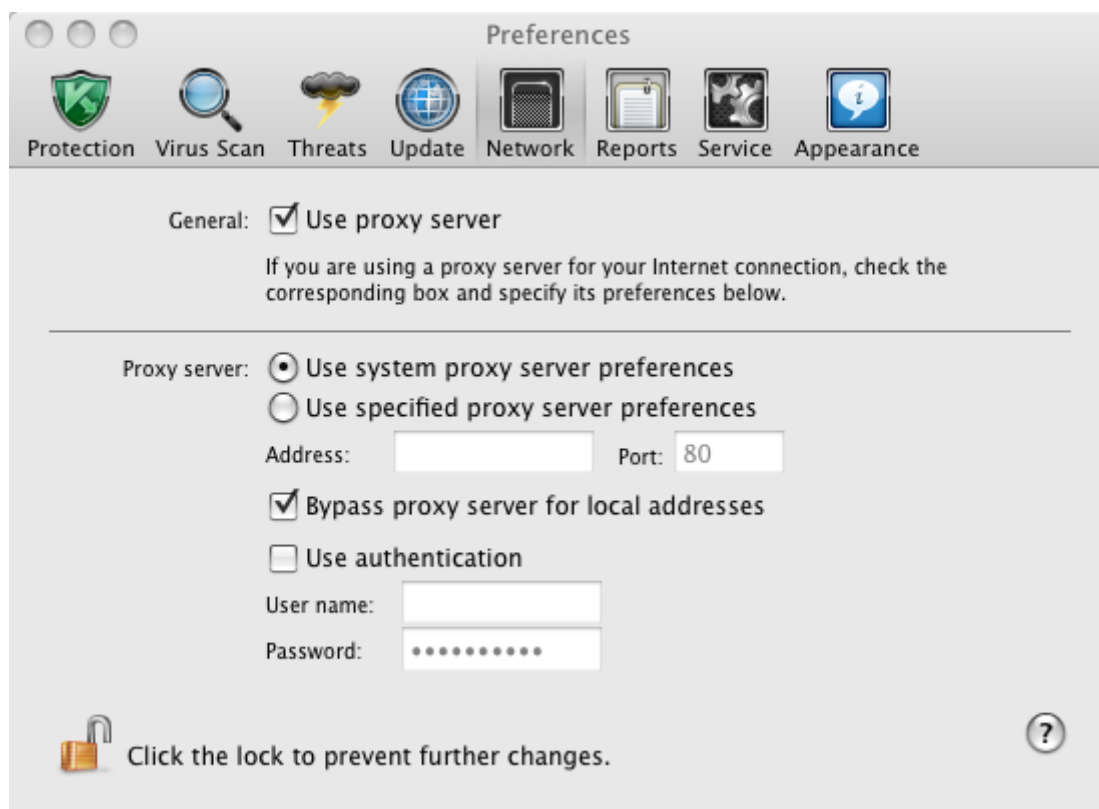 Preferences
Protection Virus Scan Threats Update Network Reports Service Appearance
General: Use proxy server
If you are using a proxy server for your Internet connection, check the
corresponding box and specify its preferences below.
Proxy server: Use system proxy server preferences
Use specified proxy server preferences
Address: Port: 80
Bypass proxy server for local addresses
Use authentication
User name:
Password: ••••••••••
Click the lock to prevent further changes. ?